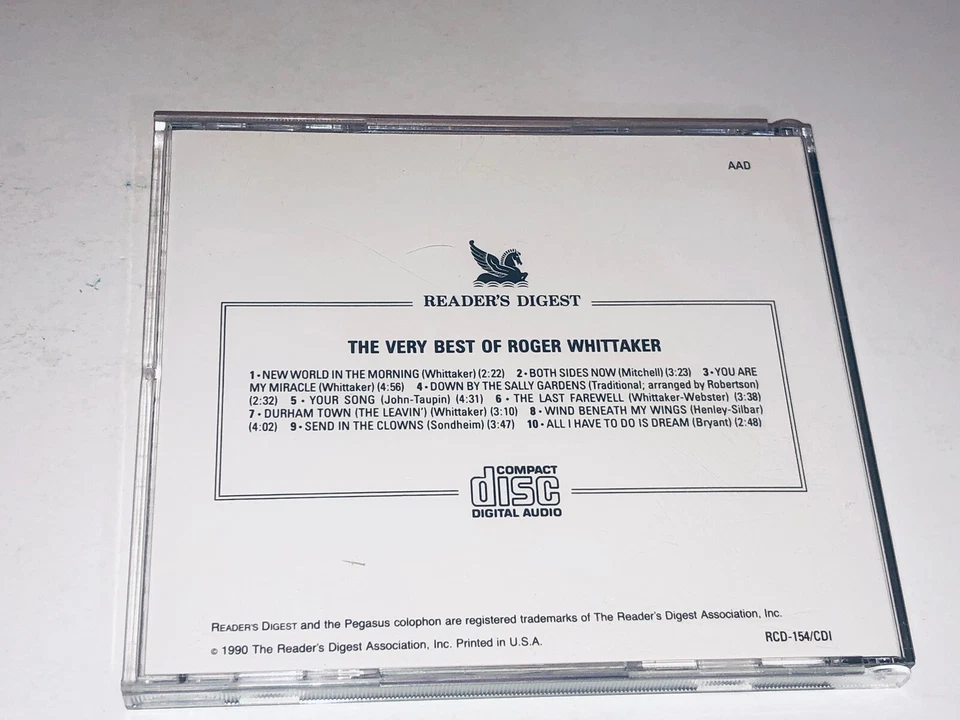 AAD
READER'S DIGEST
THE VERY BEST OF ROGER WHITTAKER
1 • NEW WORLD IN THE MORNING (Whittaker) (2:22) 2 • BOTH SIDES NOW (Mitchell) (3:23) 3 • YOU ARE
MY MIRACLE (Whittaker) (4:56) 4 • DOWN BY THE SALLY GARDENS (Traditional; arranged by Robertson)
(2:32) 5 • YOUR SONG (John-Taupin) (4:31) 6 • THE LAST FAREWELL (Whittaker-Webster) (3:38)
7 • DURHAM TOWN (THE LEAVIN') (Whittaker) (3:10) 8 • WIND BENEATH MY WINGS (Henley-Silbar)
(4:02) 9 • SEND IN THE CLOWNS (Sondheim) (3:47) 10 • ALL I HAVE TO DO IS DREAM (Bryant) (2:48)
COMPACT
disc
DIGITAL AUDIO
READER'S DIGEST and the Pegasus colophon are registered trademarks of The Reader's Digest Association, Inc.
© 1990 The Reader's Digest Association, Inc. Printed in U.S.A.
RCD-154/CDI